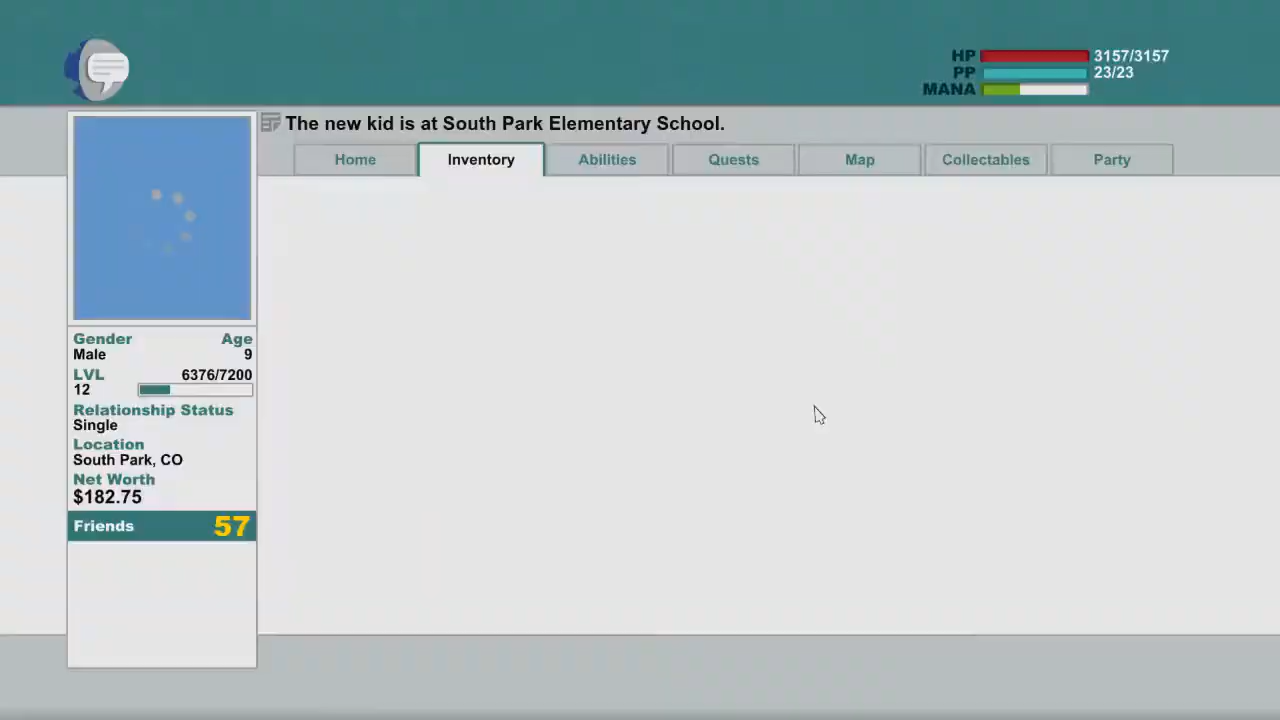 HP 3157/3157
PP 23/23
MANA
The new kid is at South Park Elementary School.
Home Inventory Abilities Quests Map Collectables Party
Gender Age
Male 9
LVL 6376/7200
12
Relationship Status
Single
Location
South Park, CO
Net Worth
$182.75
Friends 57